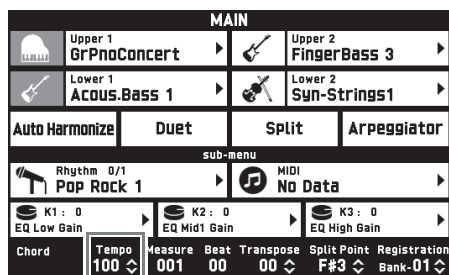 MAIN
Upper 1
GrPnoConcert
Upper 2
FingerBass 3
Lower 1
Acous.Bass 1
Lower 2
Syn-Strings1
Auto Harmonize
Duet
Split
Arpeggiator
sub-menu
Rhythm 0/1
Pop Rock 1
MIDI
No Data
K1: 0
EQ Low Gain
K2: 0
EQ Mid1 Gain
K3: 0
EQ High Gain
Chord Tempo Measure Beat Transpose Split Point Registration
100 001 00 00 F#3 Bank-01